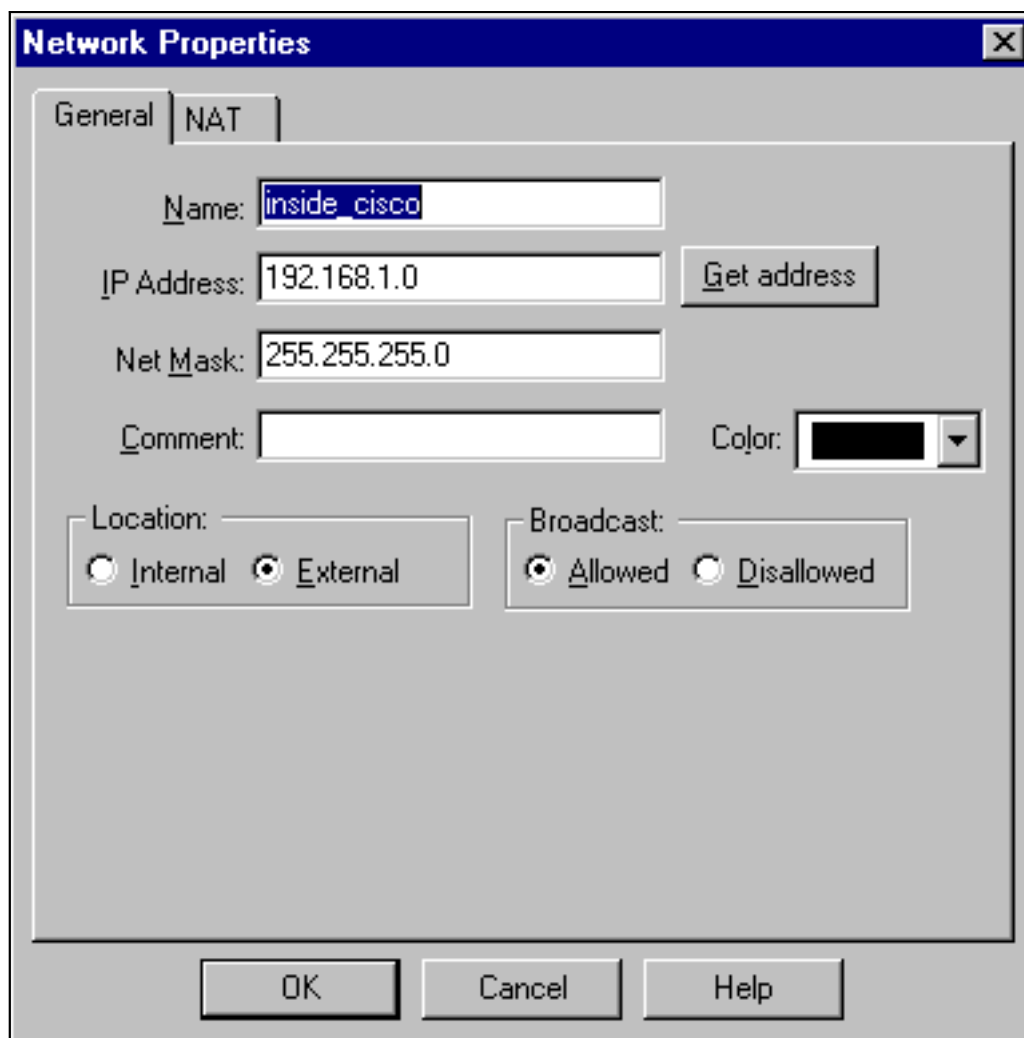 Network Properties
General NAT
Name: inside_cisco
IP Address: 192.168.1.0 Get address
Net Mask: 255.255.255.0
Comment: Color:
Location: Broadcast:
Internal External Allowed Disallowed
OK Cancel Help